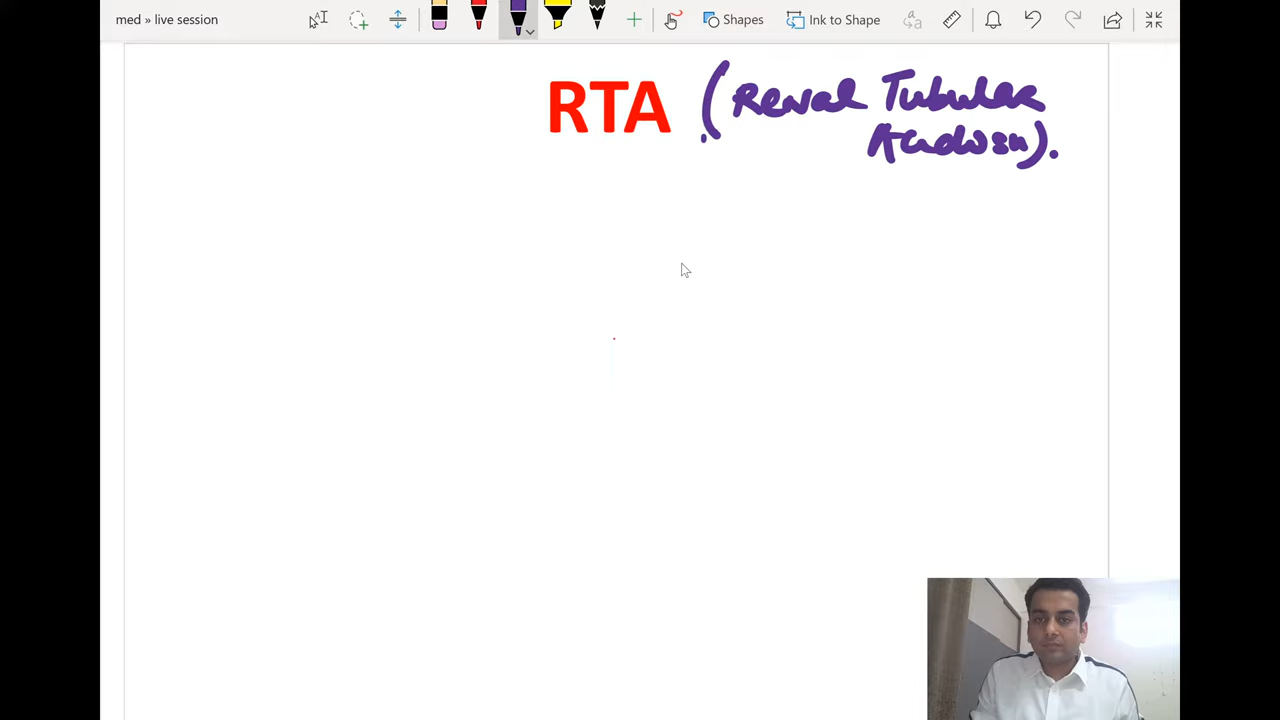 med » live session
Shapes
Ink to Shape
RTA (Renal Tubular
Acidosis).